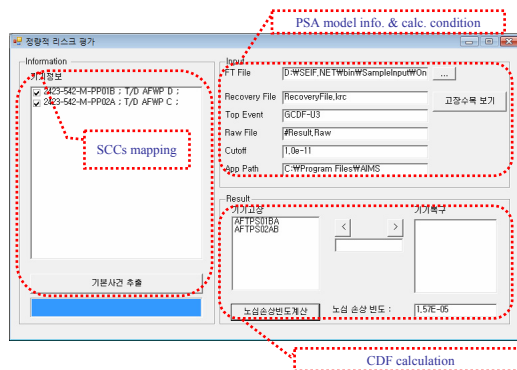 PSA model info. & calc. condition
정량적 리스크 평가
Information
기기정보
2423-542-M-PP01B ; T/D AFWP D ;
2423-542-M-PP02A ; T/D AFWP C ;
SCCs mapping
기본사건 추출
Input
FT File D:₩SEIF.NET₩bin₩SampleInput₩On ...
Recovery File RecoveryFile.krc
고장수목 보기
Top Event GCDF-U3
Raw File #Result.Raw
Cutoff 1.0e-11
App Path C:₩Program Files₩AIMS
Result
기기고장
AFTPS01BA
AFTPS02AB
< >
기기복구
노심손상빈도계산
노심 손상 빈도 : 1.57E-05
CDF calculation